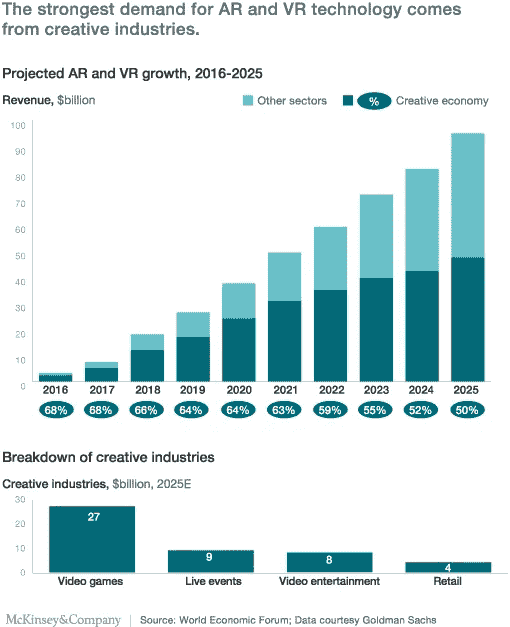 The strongest demand for AR and VR technology comes
from creative industries.
Projected AR and VR growth, 2016-2025
Revenue, $billion
Other sectors
% Creative economy
100
90
80
70
60
50
40
30
20
10
0
2016 2017 2018 2019 2020 2021 2022 2023 2024 2025
68% 68% 66% 64% 64% 63% 59% 55% 52% 50%
Breakdown of creative industries
Creative industries, $billion, 2025E
30
20
10
0
27 9 8 4
Video games Live events Video entertainment Retail
McKinsey&Company | Source: World Economic Forum; Data courtesy Goldman Sachs